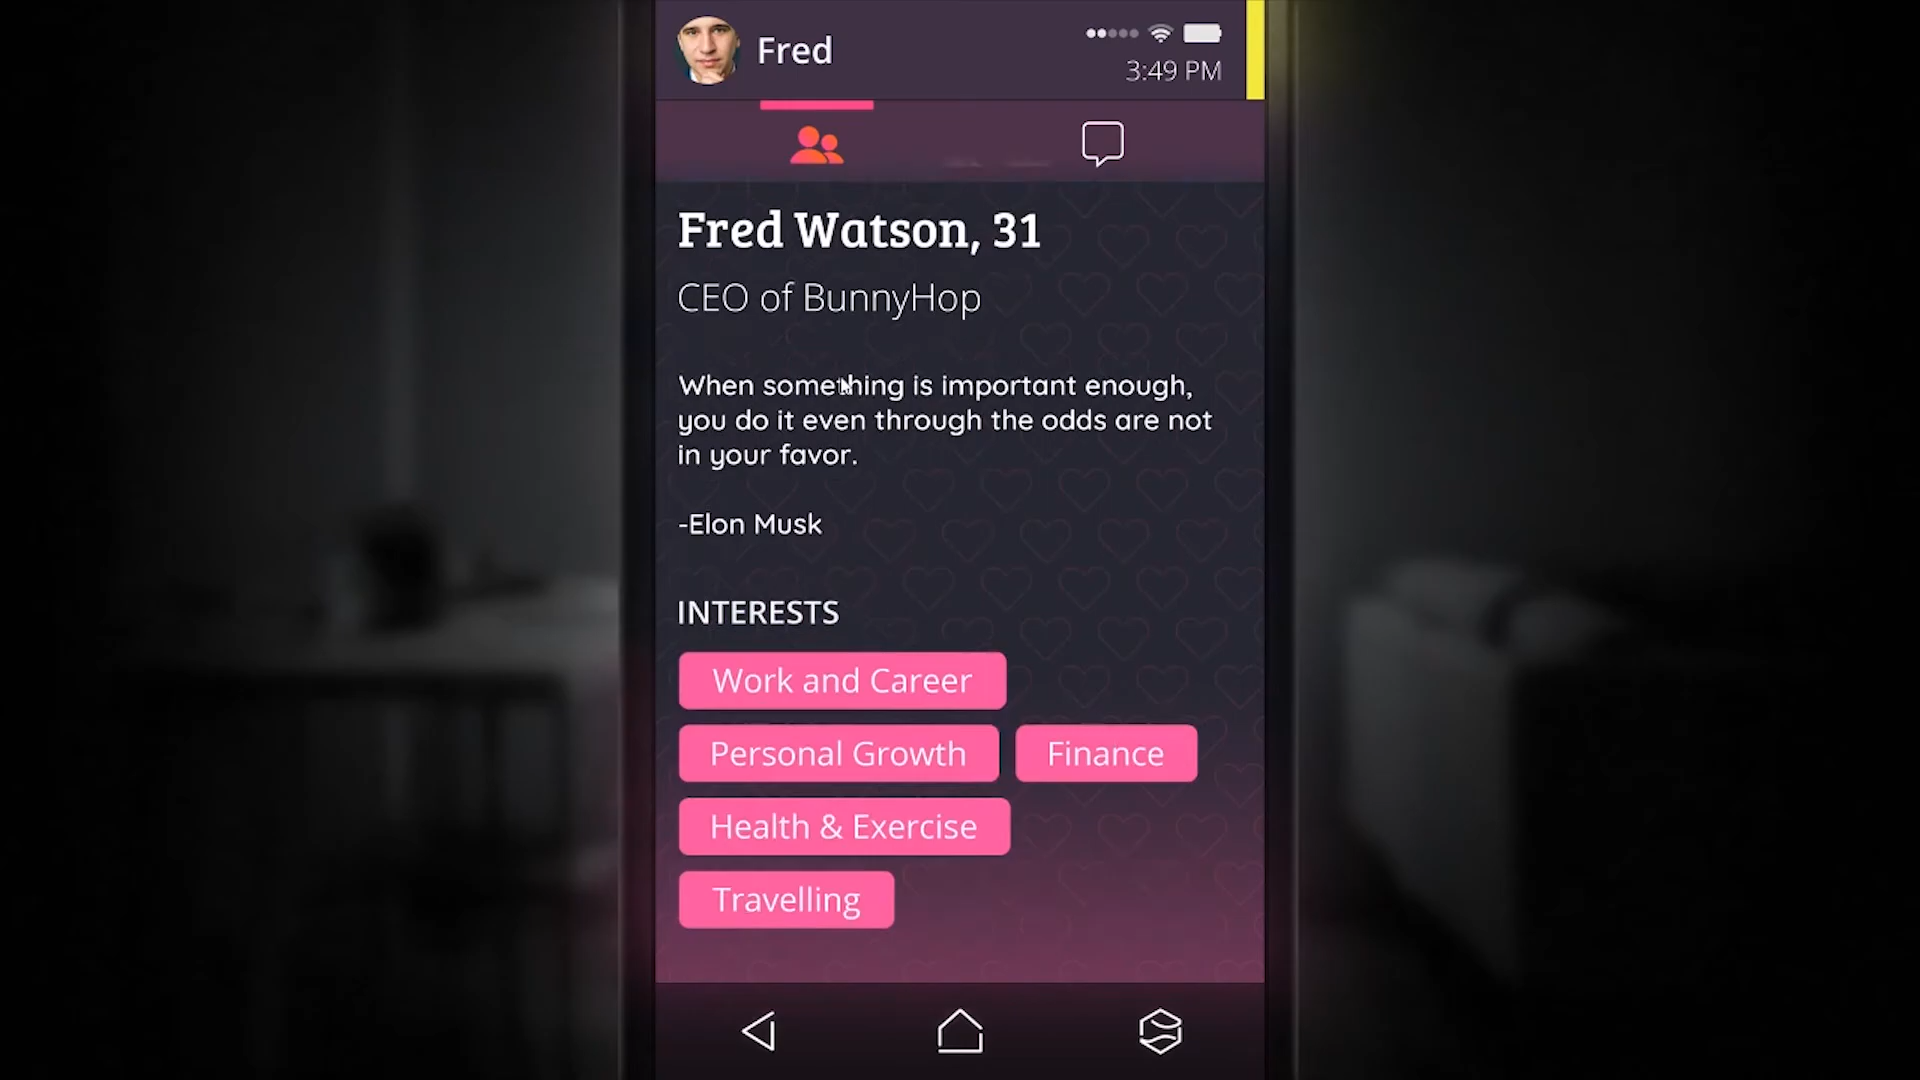 Fred
3:49 PM
Fred Watson, 31
CEO of BunnyHop
When something is important enough,
you do it even through the odds are not
in your favor.
-Elon Musk
INTERESTS
Work and Career
Personal Growth
Finance
Health & Exercise
Travelling